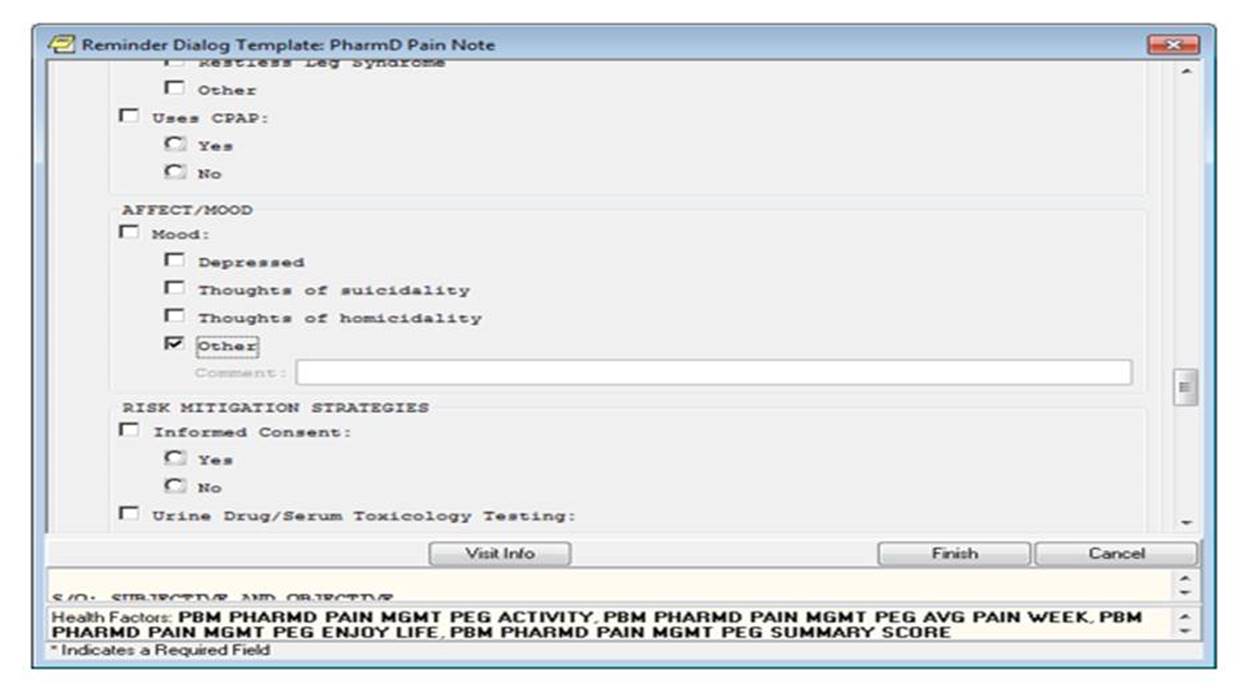 Reminder Dialog Template: PharmD Pain Note
Restless Leg Syndrome
Other
Uses CPAP:
Yes
No
AFFECT/MOOD
Mood:
Depressed
Thoughts of suicidality
Thoughts of homicidality
Other
Comment:
RISK MITIGATION STRATEGIES
Informed Consent:
Yes
No
Urine Drug/Serum Toxicology Testing:
Visit Info Finish Cancel
S/O: SUBJECTIVE AND OBJECTIVE
Health Factors: PBM PHARMD PAIN MGMT PEG ACTIVITY, PBM PHARMD PAIN MGMT PEG AVG PAIN WEEK, PBM
PHARMD PAIN MGMT PEG ENJOY LIFE, PBM PHARMD PAIN MGMT PEG SUMMARY SCORE
* Indicates a Required Field